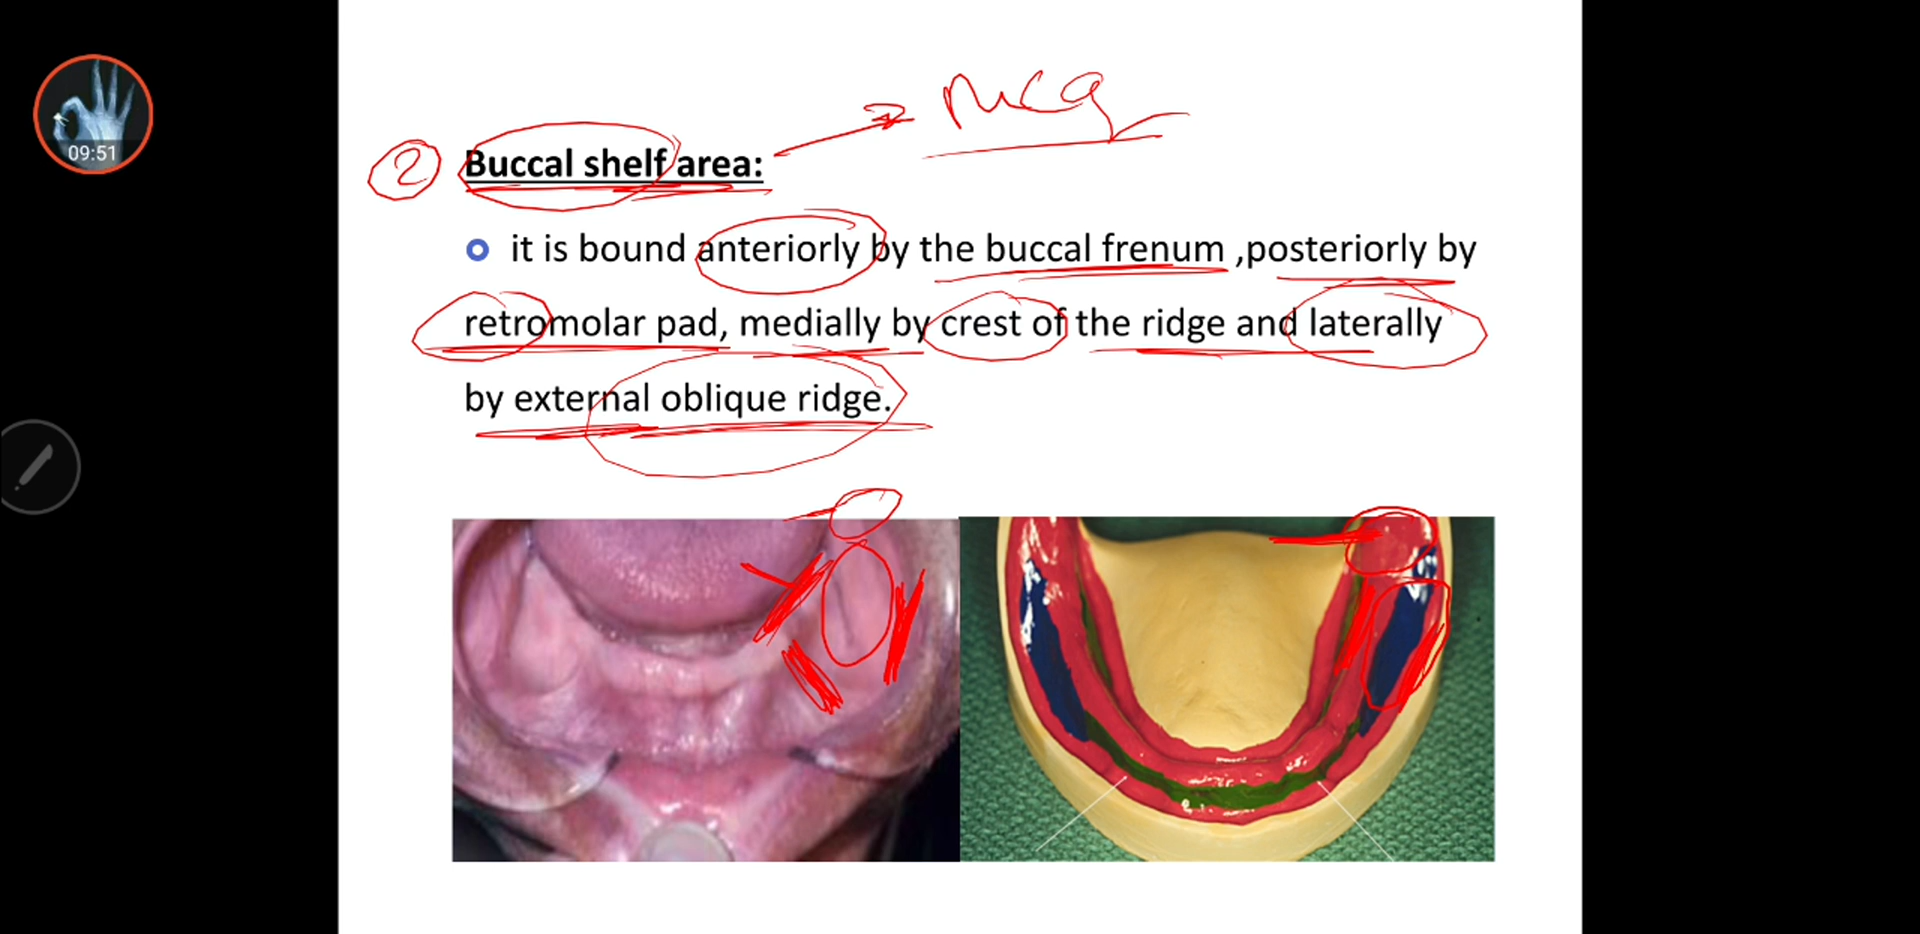 MCQ
09:51
2 Buccal shelf area:
it is bound anteriorly by the buccal frenum ,posteriorly by
retromolar pad, medially by crest of the ridge and laterally
by external oblique ridge.